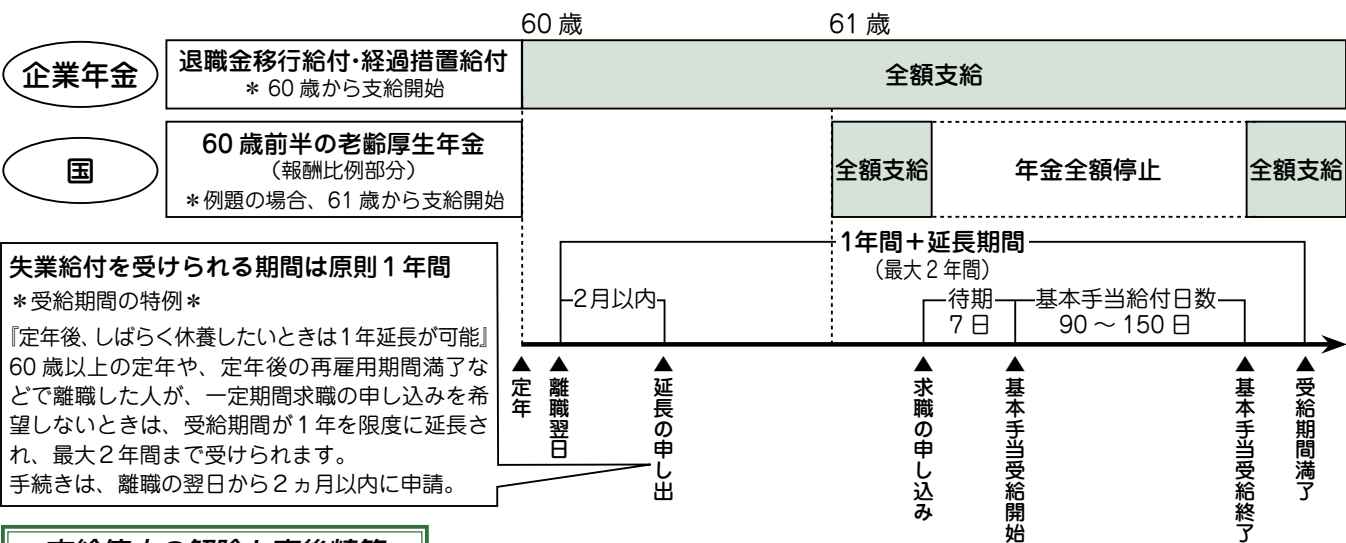 60 歳
61 歳
企業年金
退職金移行給付・経過措置給付
＊ 60 歳から支給開始
全額支給
国
60 歳前半の老齢厚生年金
（報酬比例部分）
＊例題の場合、61 歳から支給開始
全額支給
年金全額停止
全額支給
失業給付を受けられる期間は原則１年間
＊受給期間の特例＊
『定年後、しばらく休養したいときは１年延長が可能』
60 歳以上の定年や、定年後の再雇用期間満了な
どで離職した人が、一定期間求職の申し込みを希
望しないときは、受給期間が１年を限度に延長さ
れ、最大２年間まで受けられます。
手続きは、離職の翌日から２ヵ月以内に申請。
1年間＋延長期間
（最大２年間）
2月以内
待期
7 日
基本手当給付日数
90 ～ 150 日
▲定年
▲離職翌日
▲延長の申し出
▲求職の申し込み
▲基本手当受給開始
▲基本手当受給終了
▲受給期間満了